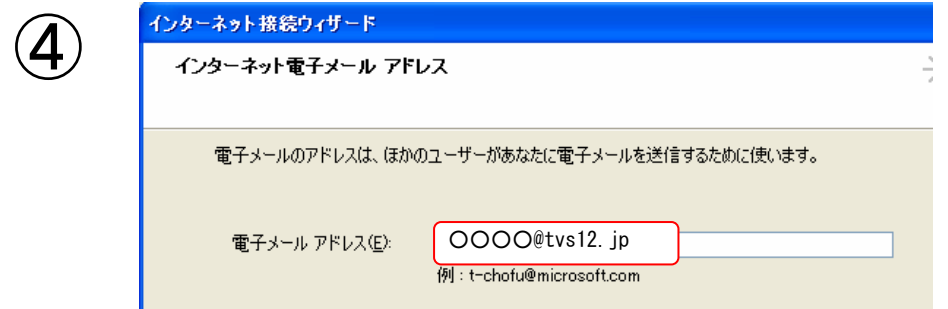 ④
インターネット接続ウィザード
インターネット電子メール アドレス
電子メールのアドレスは、ほかのユーザーがあなたに電子メールを送信するために使います。
電子メール アドレス(E): 〇〇〇〇@tvs12.jp
例 : t-chofu@microsoft.com